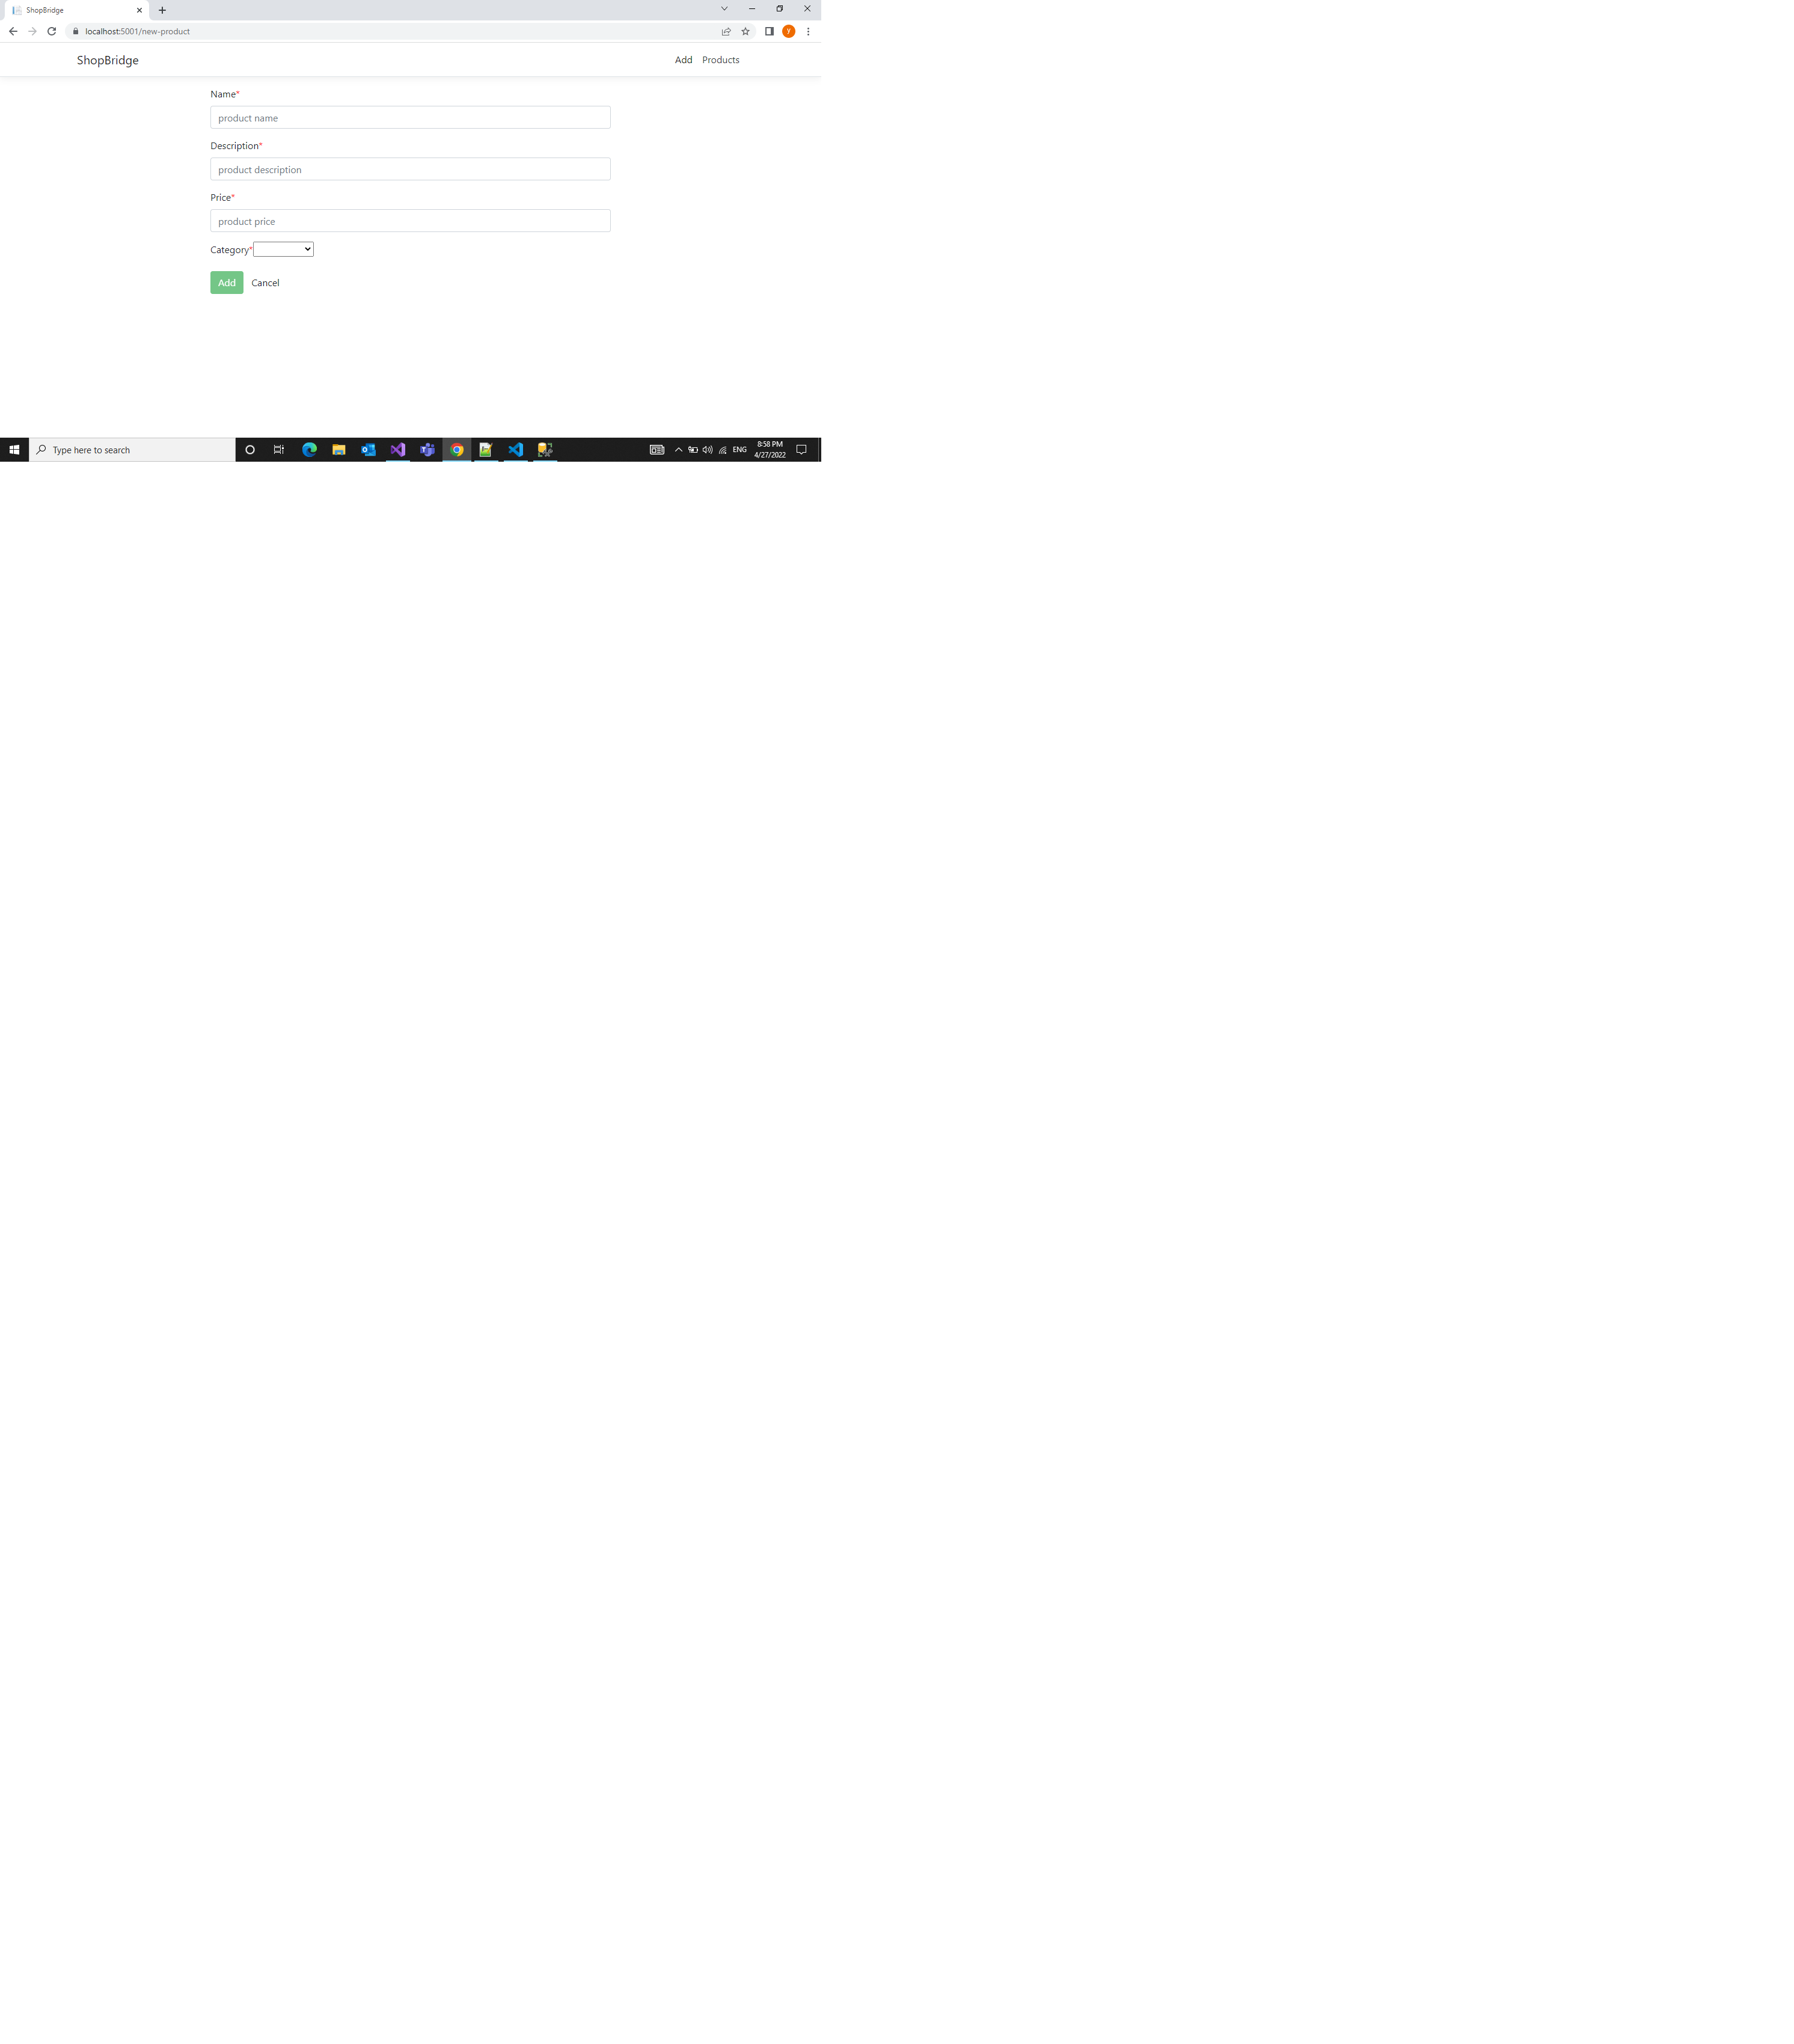 ShopBridge
localhost:5001/new-product
Y
ShopBridge
Add Products
Name*
product name
Description*
product description
Price*
product price
Category*
Add Cancel
Type here to search
ENG
8:58 PM
4/27/2022